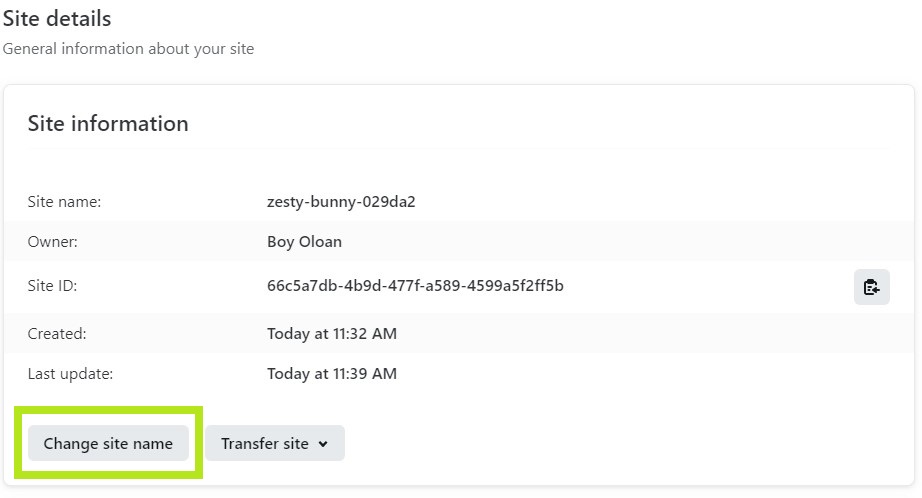 Site details
General information about your site
Site information
Site name: zesty-bunny-029da2
Owner: Boy Oloan
Site ID: 66c5a7db-4b9d-477f-a589-4599a5f2ff5b
Created: Today at 11:32 AM
Last update: Today at 11:39 AM
Change site name Transfer site